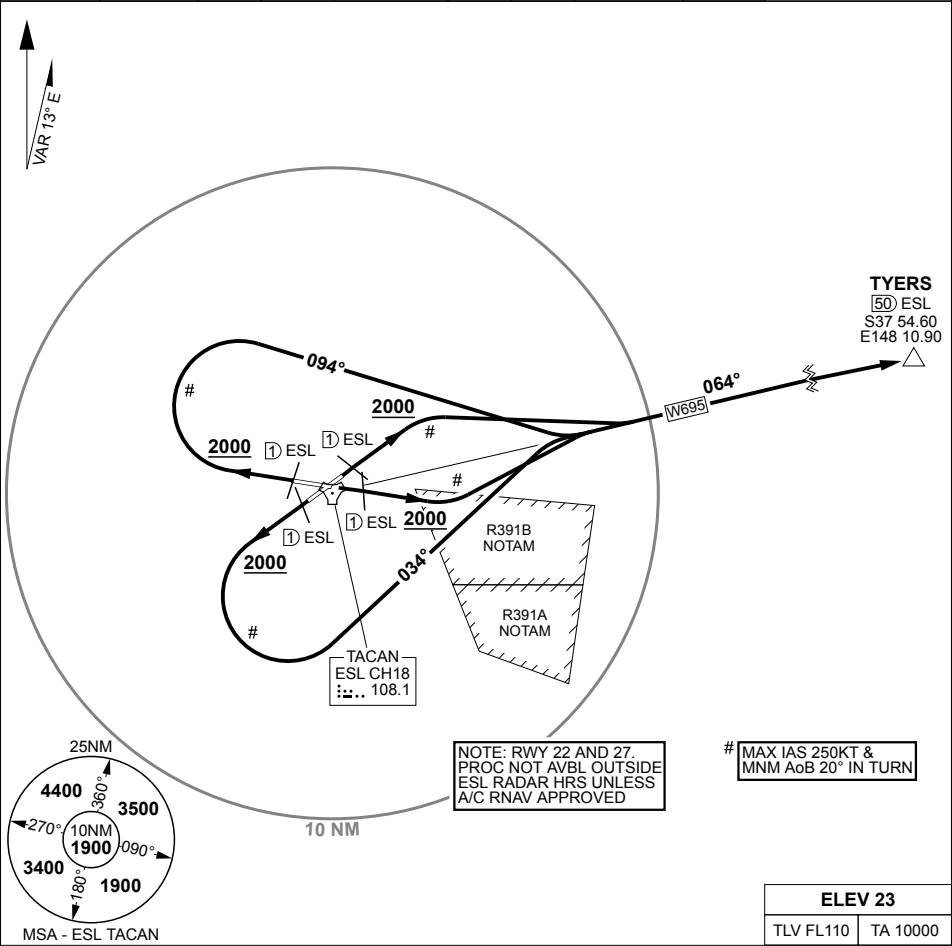 VAR 13° E
TYERS
50 ESL
S37 54.60
E148 10.90
094°
064°
W695
2000
2000
1 ESL
1 ESL
#
#
#
1 ESL
1 ESL
2000
2000
R391B
NOTAM
034°
R391A
NOTAM
#
TACAN
ESL CH18
108.1
NOTE: RWY 22 AND 27.
PROC NOT AVBL OUTSIDE
ESL RADAR HRS UNLESS
A/C RNAV APPROVED
# MAX IAS 250KT &
MNM AoB 20° IN TURN
10 NM
25NM
4400
360°
3500
270°
10NM
1900
090°
3400
180°
1900
MSA - ESL TACAN
ELEV 23
TLV FL110
TA 10000